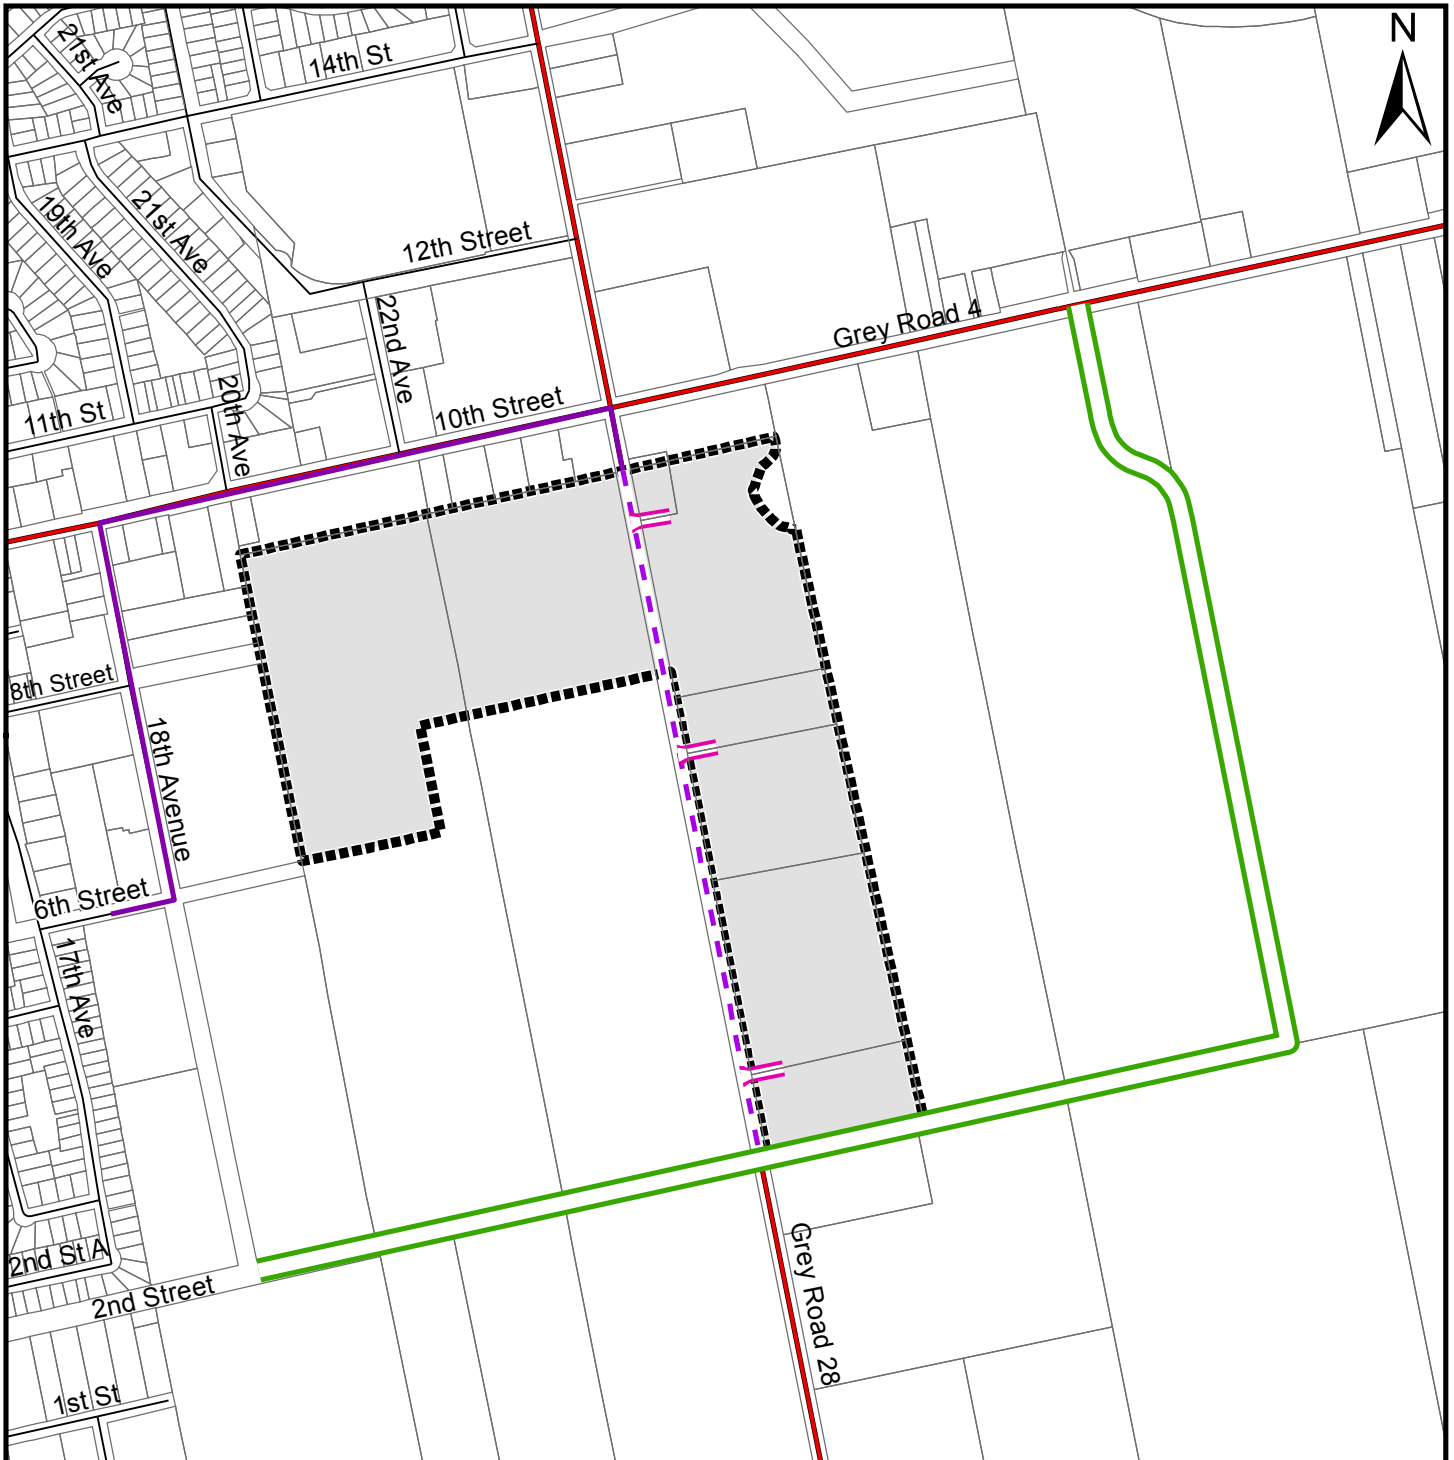 N
21st Ave
14th St
12th Street
19th Ave
21st Ave
22nd Ave
Grey Road 4
10th Street
20th Ave
11th St
8th Street
18th Avenue
6th Street
17th Ave
2nd St A
2nd Street
Grey Road 28
1st St